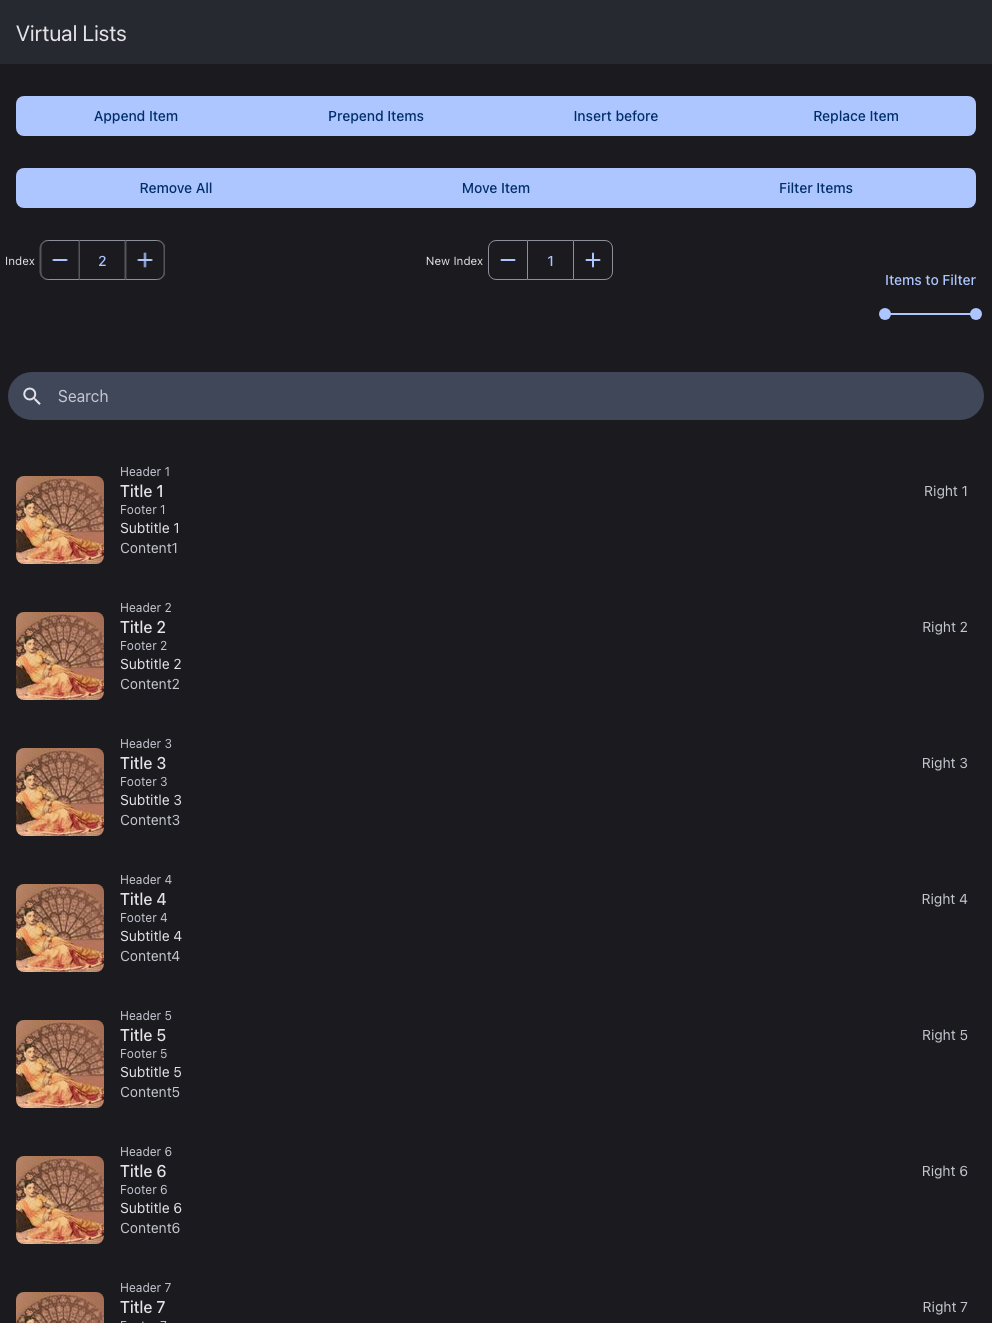 Virtual Lists
Append Item Prepend Items Insert before Replace Item
Remove All Move Item Filter Items
Index 2 New Index 1
Items to Filter
Search
Header 1
Title 1 Right 1
Footer 1
Subtitle 1
Content1
Header 2
Title 2 Right 2
Footer 2
Subtitle 2
Content2
Header 3
Title 3 Right 3
Footer 3
Subtitle 3
Content3
Header 4
Title 4 Right 4
Footer 4
Subtitle 4
Content4
Header 5
Title 5 Right 5
Footer 5
Subtitle 5
Content5
Header 6
Title 6 Right 6
Footer 6
Subtitle 6
Content6
Header 7
Title 7 Right 7